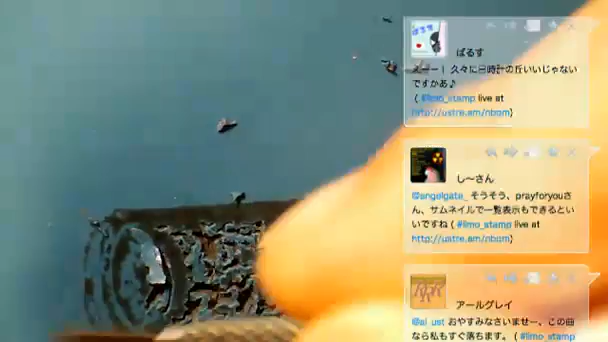 ぱるす
えーー！ 久々に日時計の丘いいじゃない
ですかあ♪
( #limo_stamp live at
http://ustre.am/nbqm)
し～さん
@angelgate_ そうそう、prayforyouさ
ん、サムネイルで一覧表示もできるとい
いですね ( #limo_stamp live at
http://ustre.am/nbqm)
アールグレイ
@ai_ust おやすみなさいませー、この曲
なら私もすぐ落ちます。 ( #limo_stamp